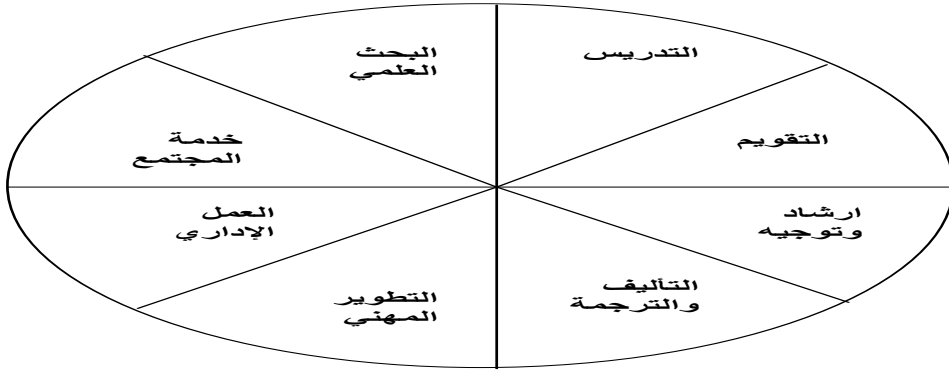 التدريس
البحث
العلمي
التقويم
خدمة
المجتمع
ارشاد
وتوجيه
العمل
الإداري
التأليف
والترجمة
التطوير
المهني